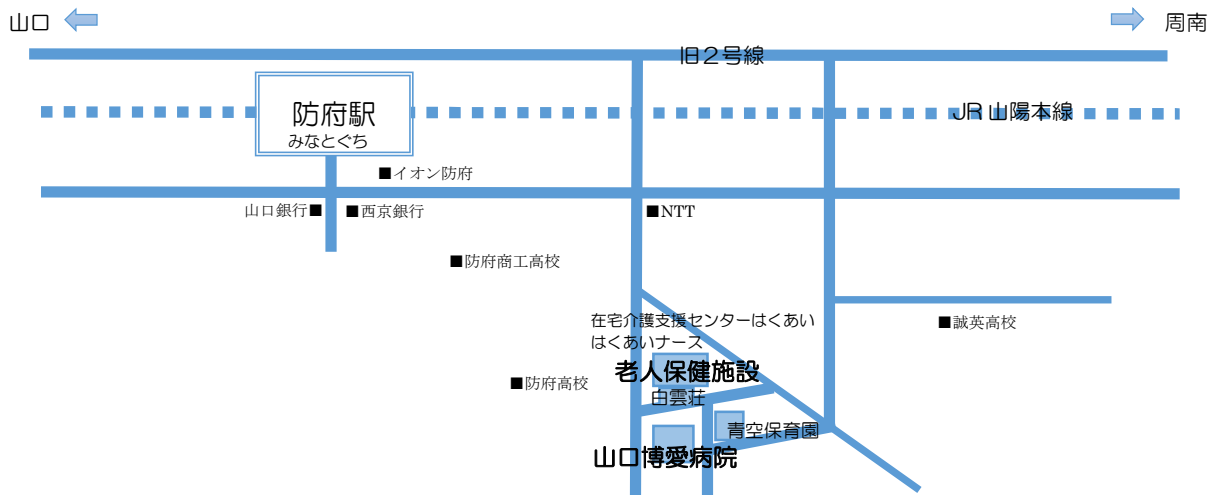 山口
周南
旧２号線
防府駅
みなとぐち
JR 山陽本線
■イオン防府
山口銀行■
■西京銀行
■NTT
■防府商工高校
在宅介護支援センターはくあい
はくあいナース
■誠英高校
老人保健施設
白雲荘
■防府高校
青空保育園
山口博愛病院